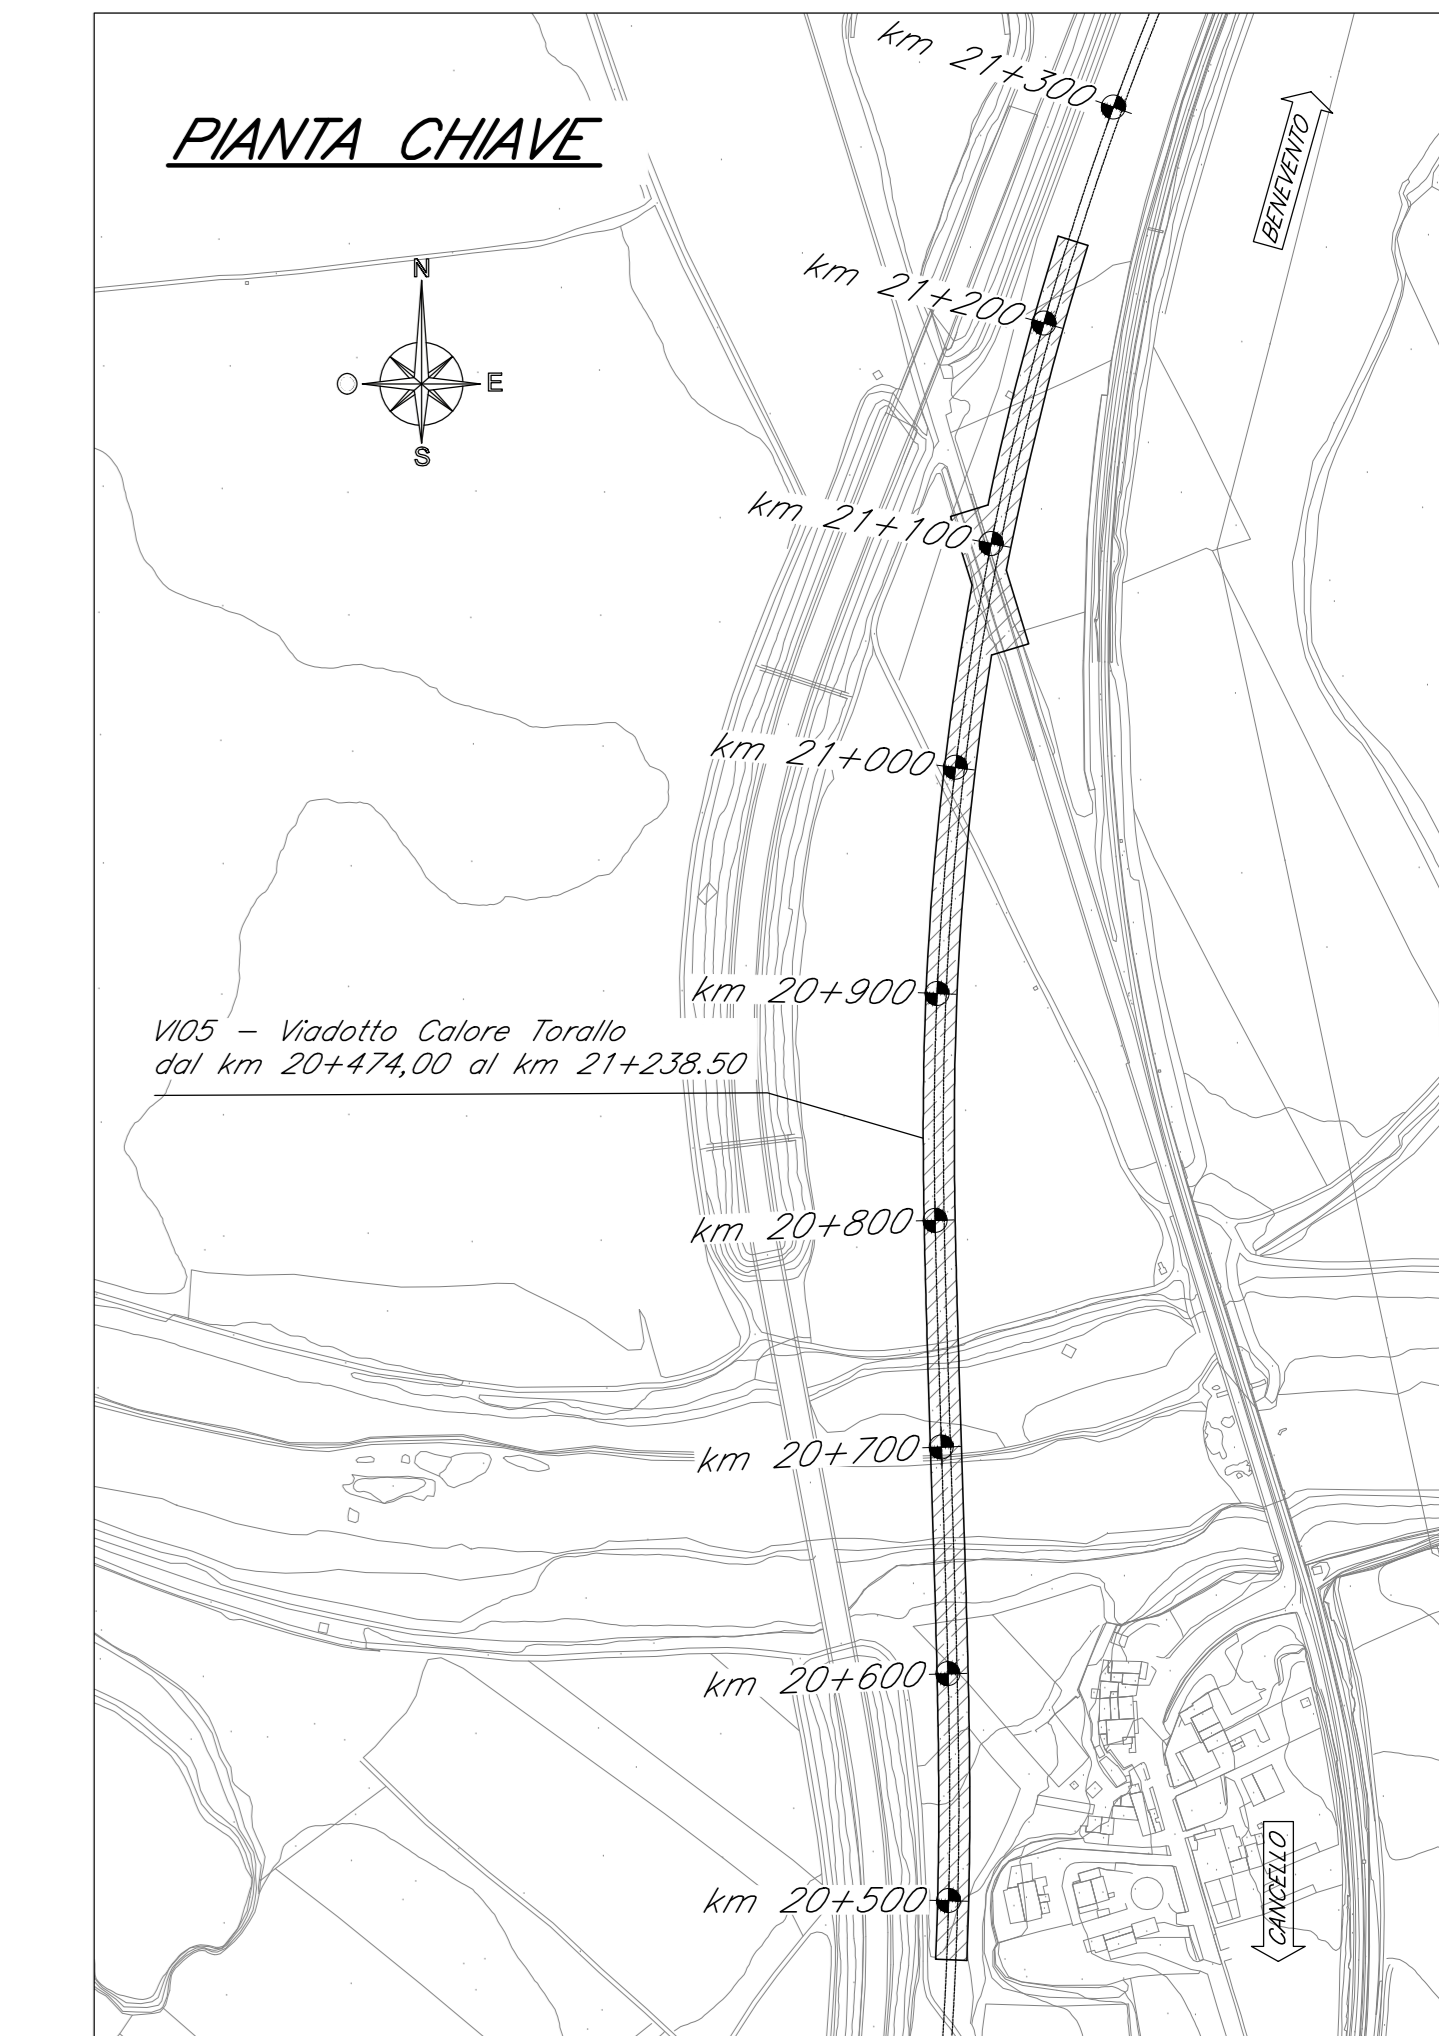 km 21+300
PIANTA CHIAVE
BENEVENTO
km 21+200
N
O E
S
km 21+100
km 21+000
km 20+900
VI05 – Viadotto Calore Torallo
dal km 20+474,00 al km 21+238.50
km 20+800
km 20+700
km 20+600
km 20+500
CANCELLO